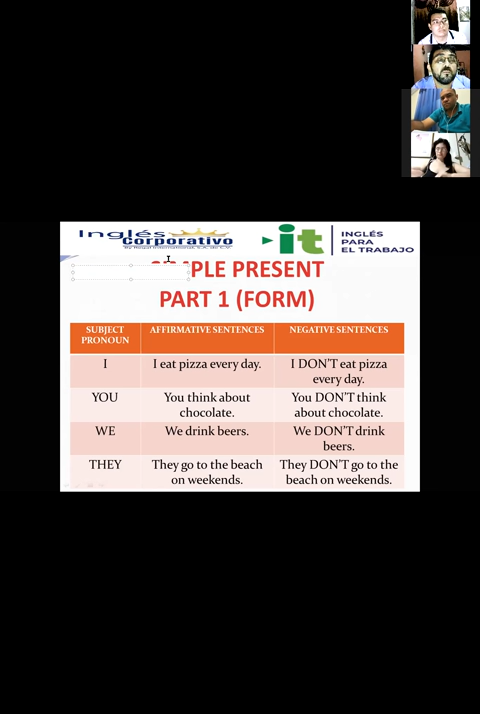 Inglés
Corporativo
it
INGLÉS
PARA
EL TRABAJO
PLE PRESENT
PART 1 (FORM)
SUBJECT PRONOUN AFFIRMATIVE SENTENCES NEGATIVE SENTENCES
I I eat pizza every day. I DON'T eat pizza every day.
YOU You think about chocolate. You DON'T think about chocolate.
WE We drink beers. We DON'T drink beers.
THEY They go to the beach on weekends. They DON'T go to the beach on weekends.